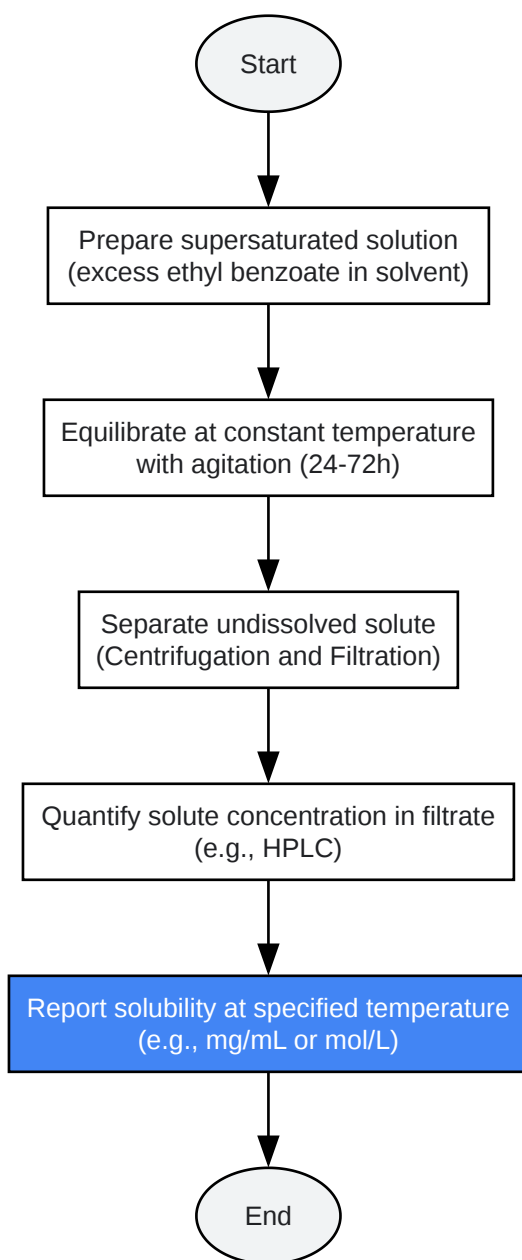 Start
Prepare supersaturated solution
(excess ethyl benzoate in solvent)
Equilibrate at constant temperature
with agitation (24-72h)
Separate undissolved solute
(Centrifugation and Filtration)
Quantify solute concentration in filtrate
(e.g., HPLC)
Report solubility at specified temperature
(e.g., mg/mL or mol/L)
End